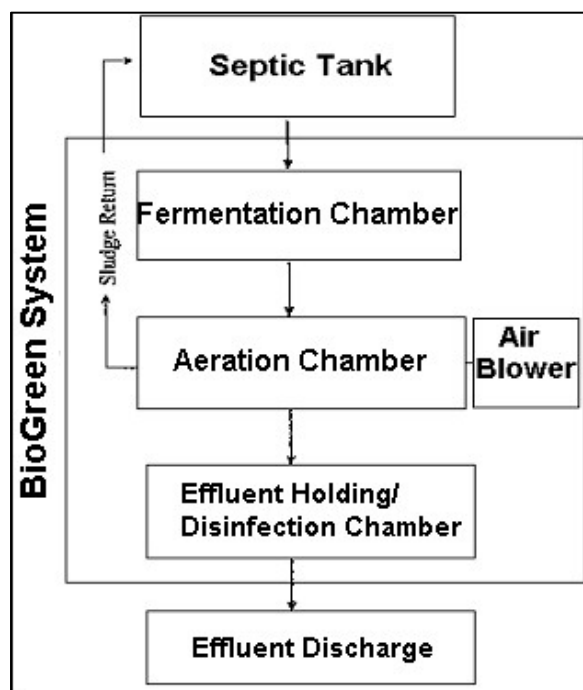 Septic Tank
Fermentation Chamber
Sludge Return
Aeration Chamber
Air
Blower
BioGreen System
Effluent Holding/
Disinfection Chamber
Effluent Discharge